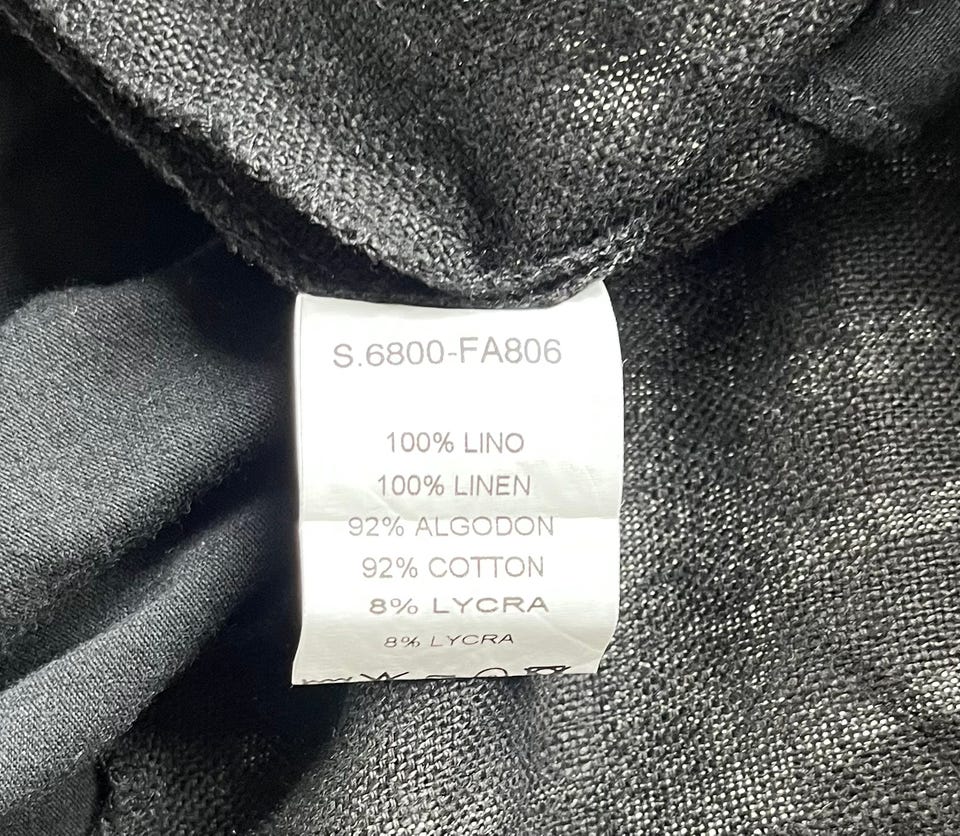 S.6800-FA806
100% LINO
100% LINEN
92% ALGODON
92% COTTON
8% LYCRA
8% LYCRA